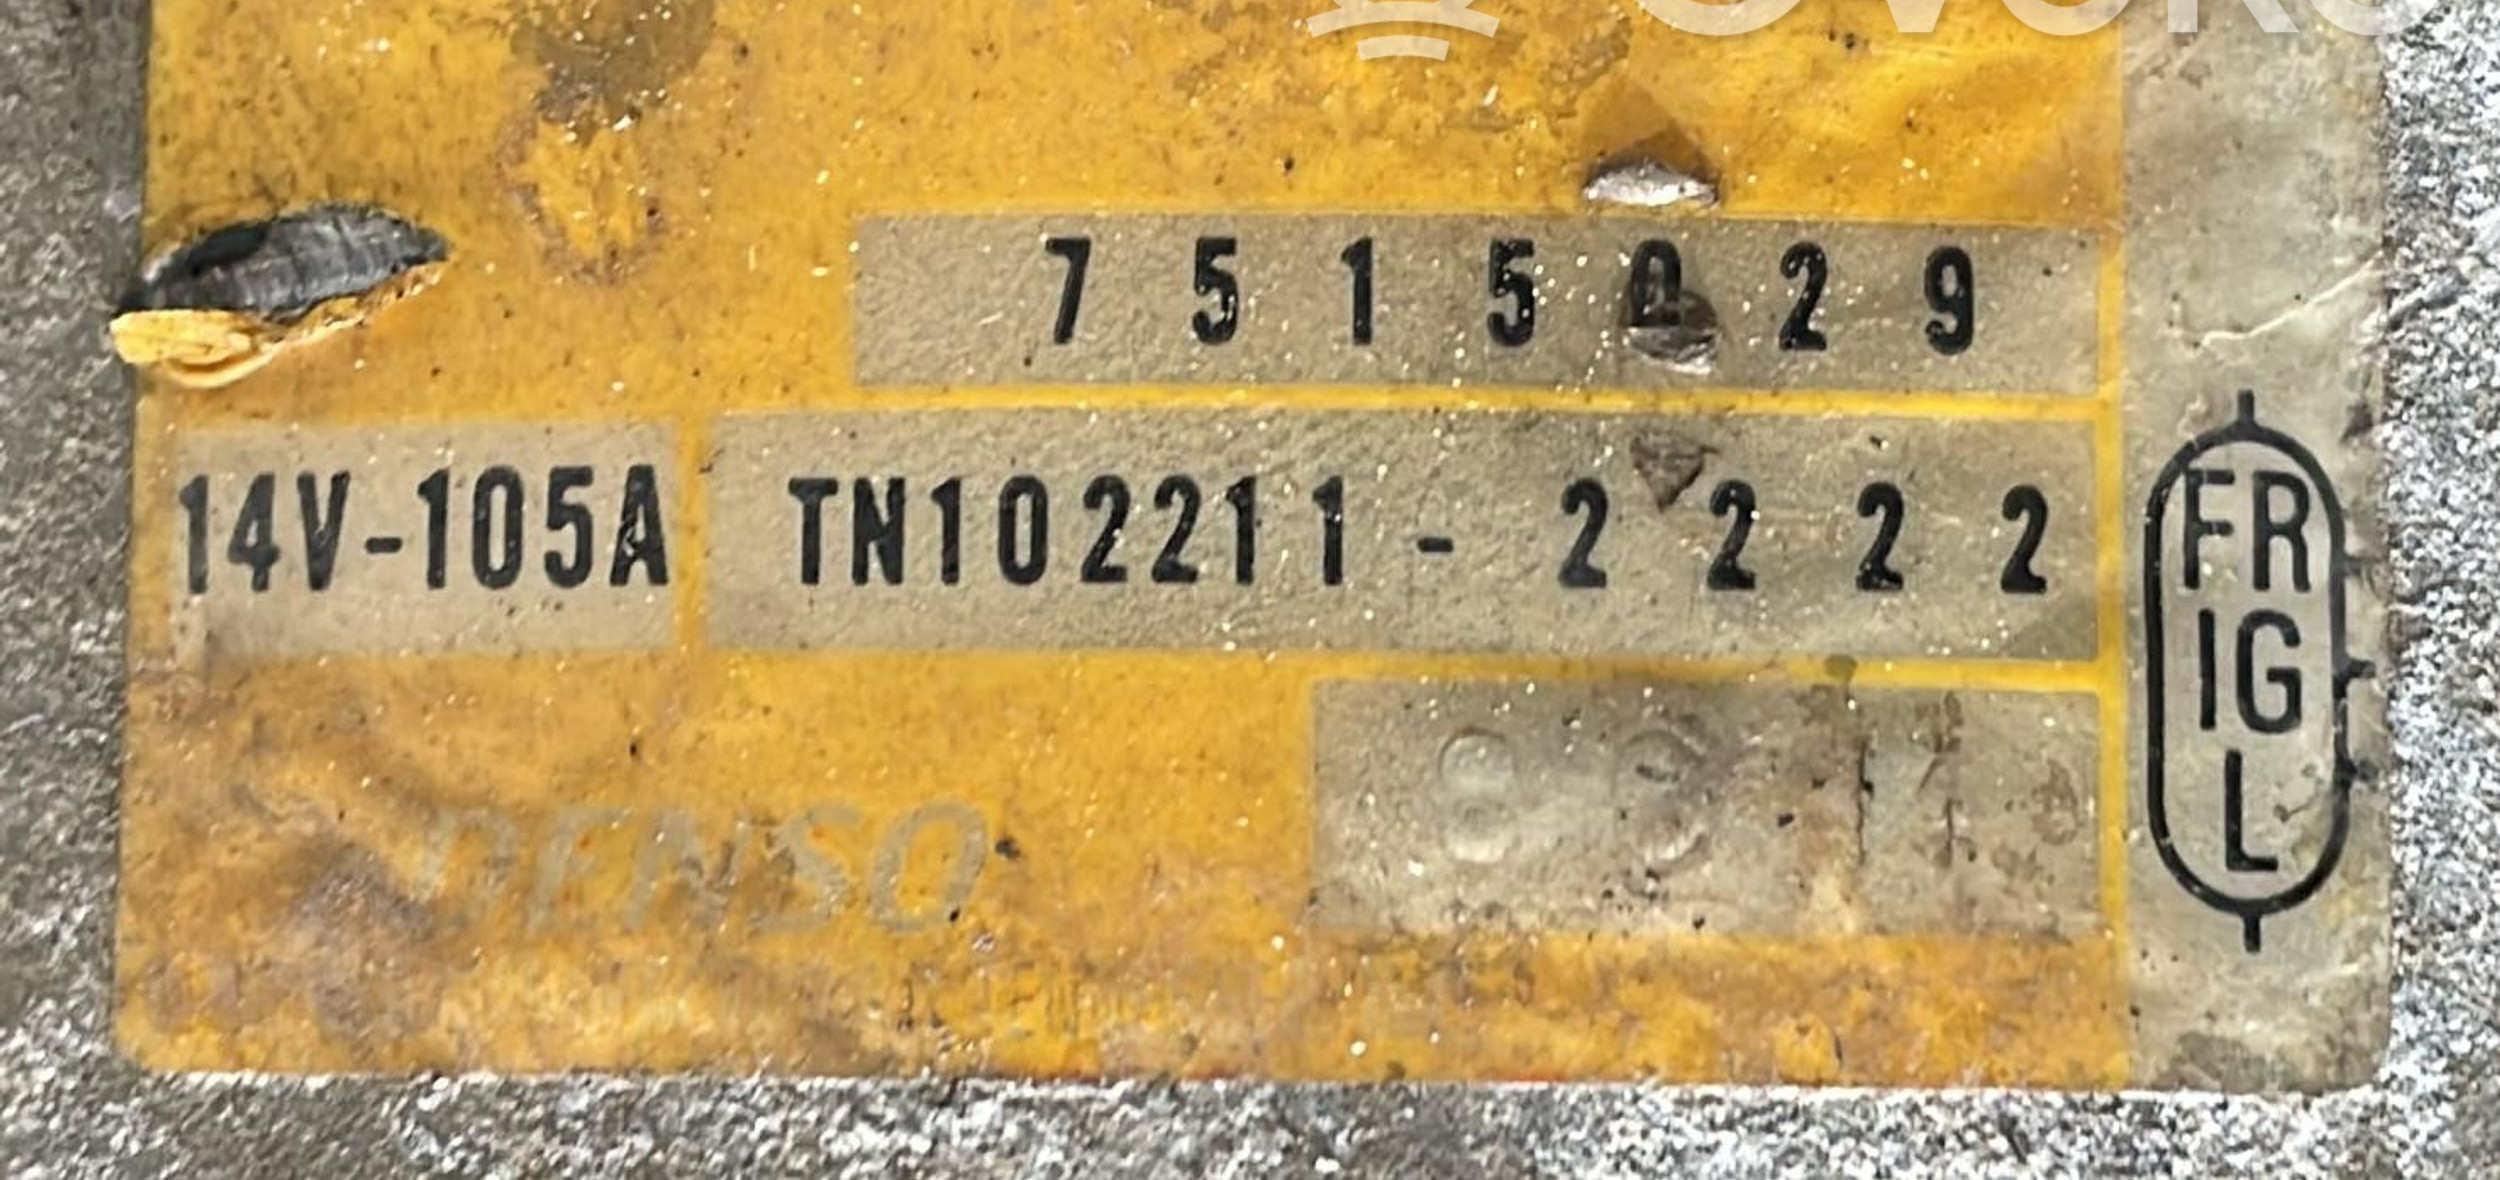 7515029
14V-105A TN102211-2222
DENSO
FR
IG
L